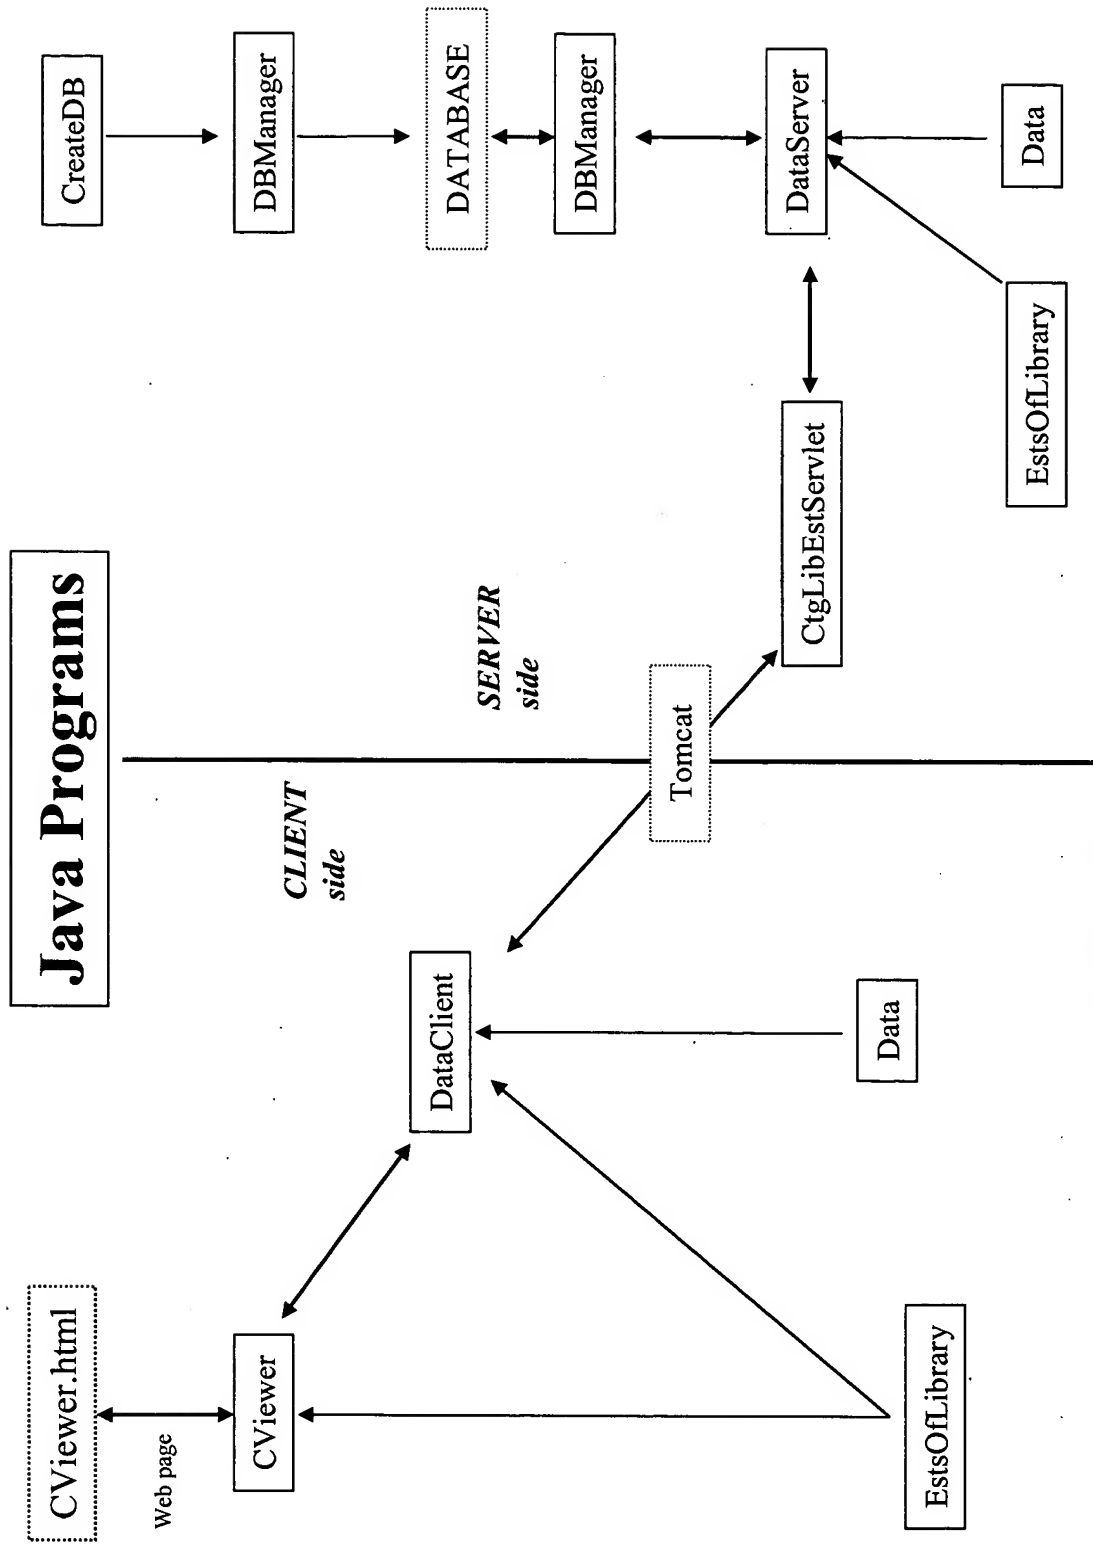 Java Programs
CLIENT
side
SERVER
side
CViewer.html
Web page
CViewer
DataClient
EstsOfLibrary
Data
Tomcat
CtgLibEstServlet
CreateDB
DBManager
DATABASE
DBManager
DataServer
EstsOfLibrary
Data